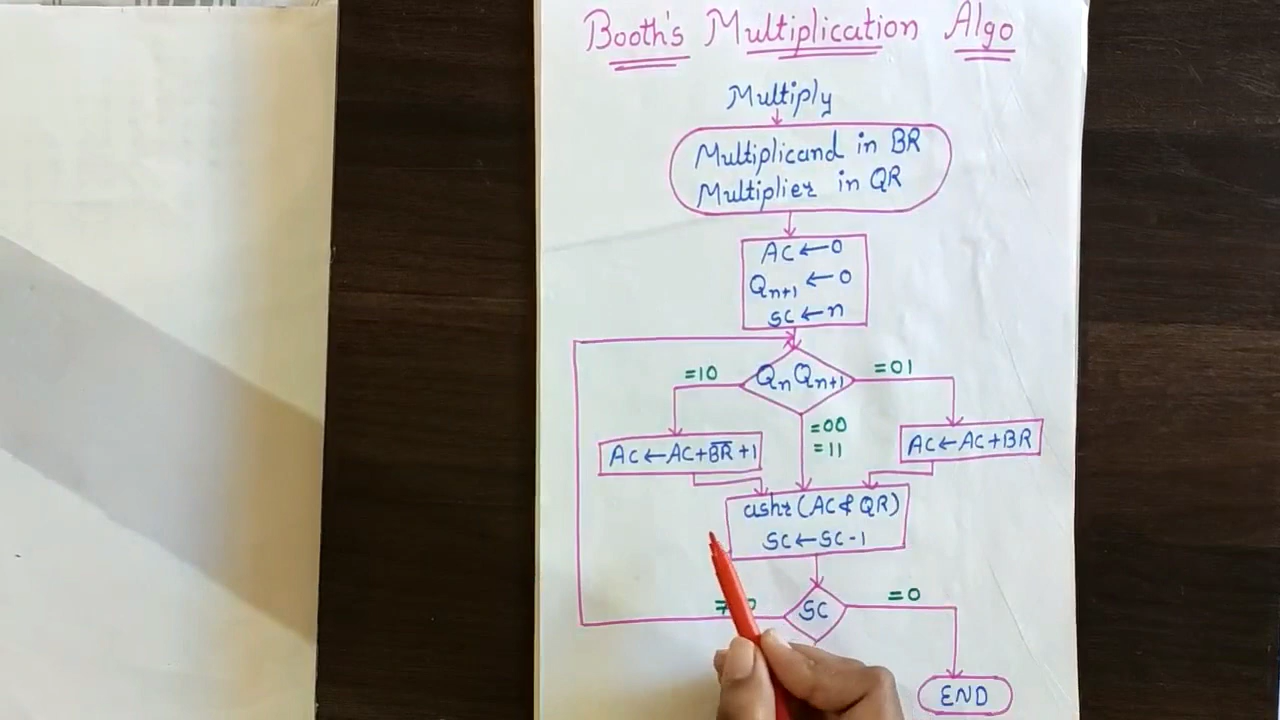 Booth's Multiplication Algo
Multiply
Multiplicand in BR
Multiplier in QR
AC ← 0
Qn+1 ← 0
SC ← n
QnQn+1
=10
=01
=00
=11
AC ← AC + B̅R̅ + 1
AC ← AC + BR
ashr (AC & QR)
SC ← SC - 1
SC
=0
END